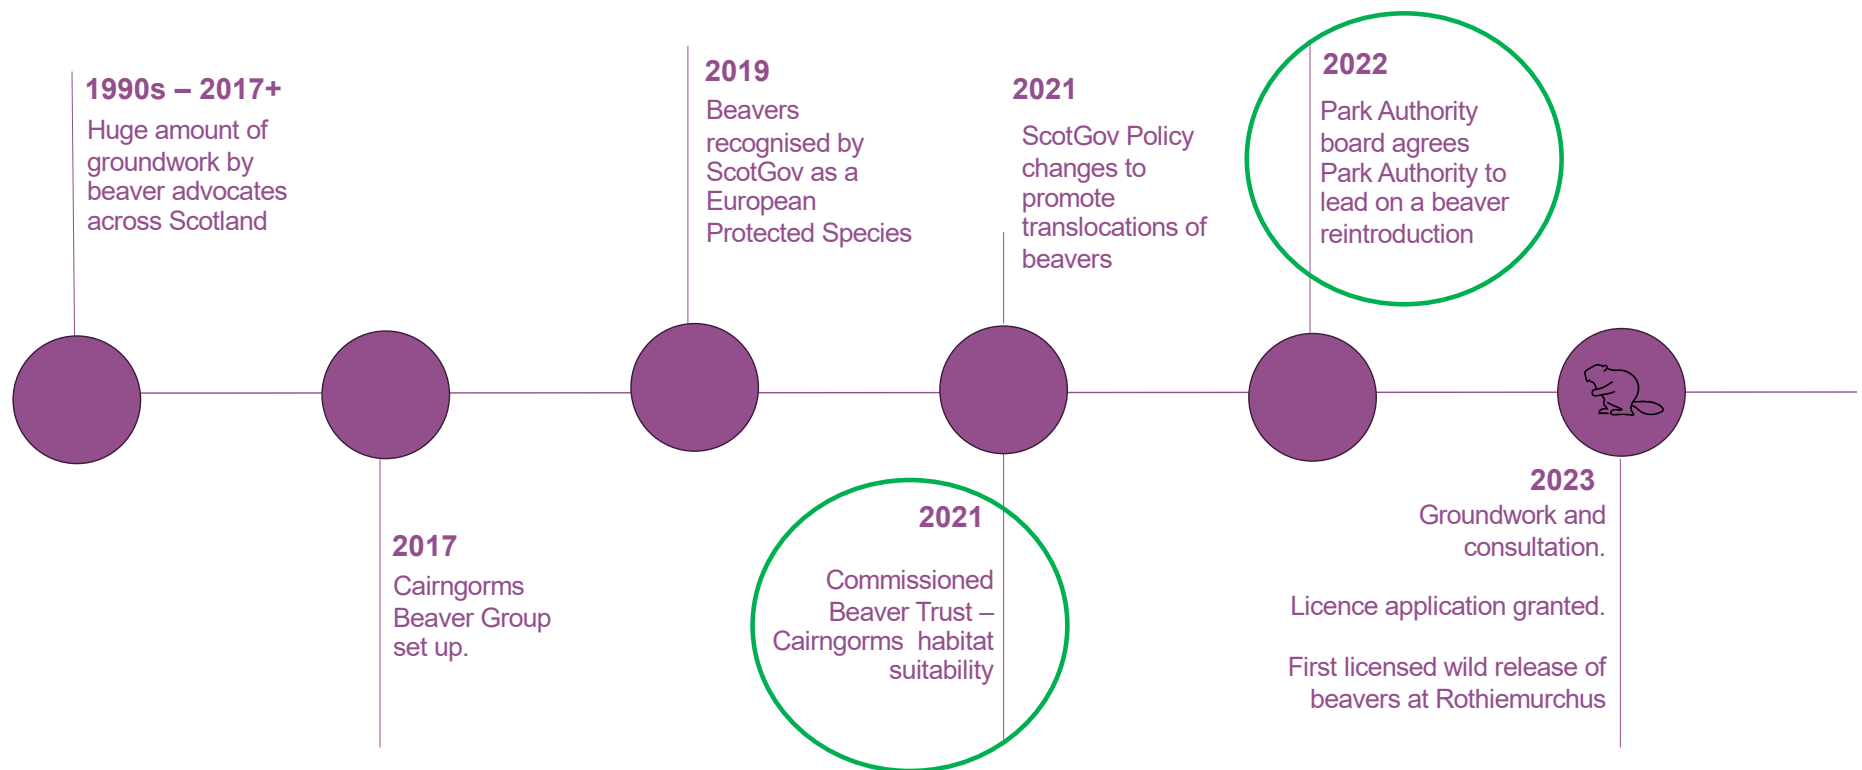 1990s – 2017+
Huge amount of
groundwork by
beaver advocates
across Scotland
2017
Cairngorms
Beaver Group
set up.
2019
Beavers
recognised by
ScotGov as a
European
Protected Species
2021
ScotGov Policy
changes to
promote
translocations of
beavers
2021
Commissioned
Beaver Trust –
Cairngorms habitat
suitability
2022
Park Authority
board agrees
Park Authority to
lead on a beaver
reintroduction
2023
Groundwork and
consultation.
Licence application granted.
First licensed wild release of
beavers at Rothiemurchus